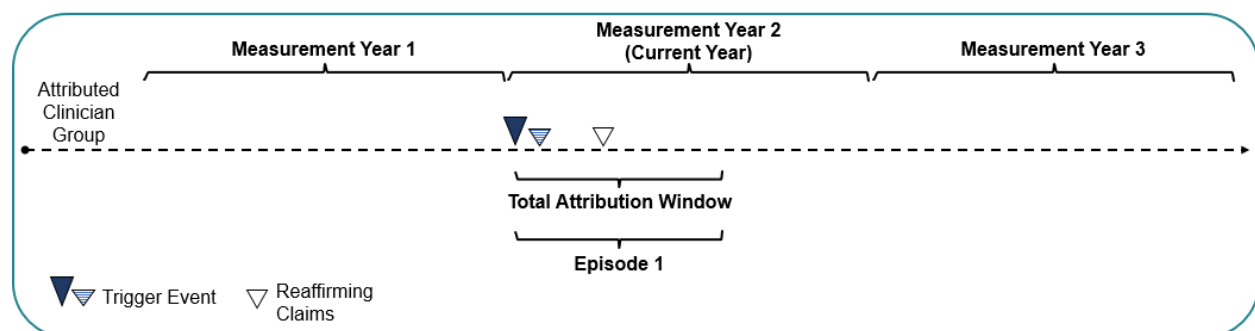 Measurement Year 1
Measurement Year 2
(Current Year)
Measurement Year 3
Attributed
Clinician
Group
Total Attribution Window
Episode 1
Trigger Event
Reaffirming
Claims